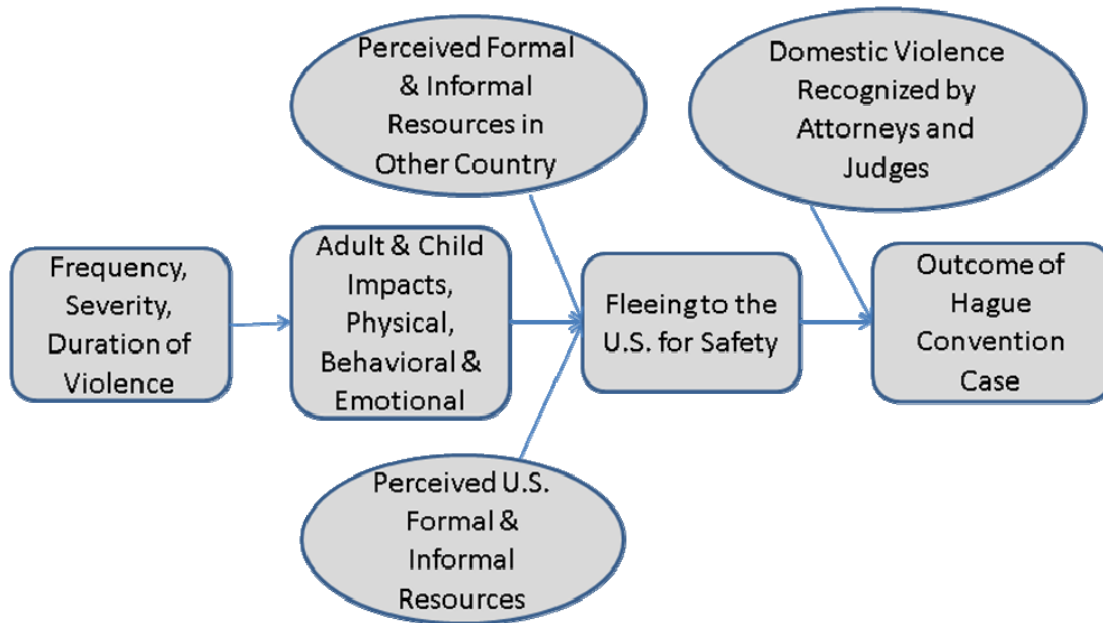 Perceived Formal
& Informal
Resources in
Other Country
Domestic Violence
Recognized by
Attorneys and
Judges
Frequency,
Severity,
Duration of
Violence
Adult & Child
Impacts,
Physical,
Behavioral &
Emotional
Fleeing to the
U.S. for Safety
Outcome of
Hague
Convention
Case
Perceived U.S.
Formal &
Informal
Resources